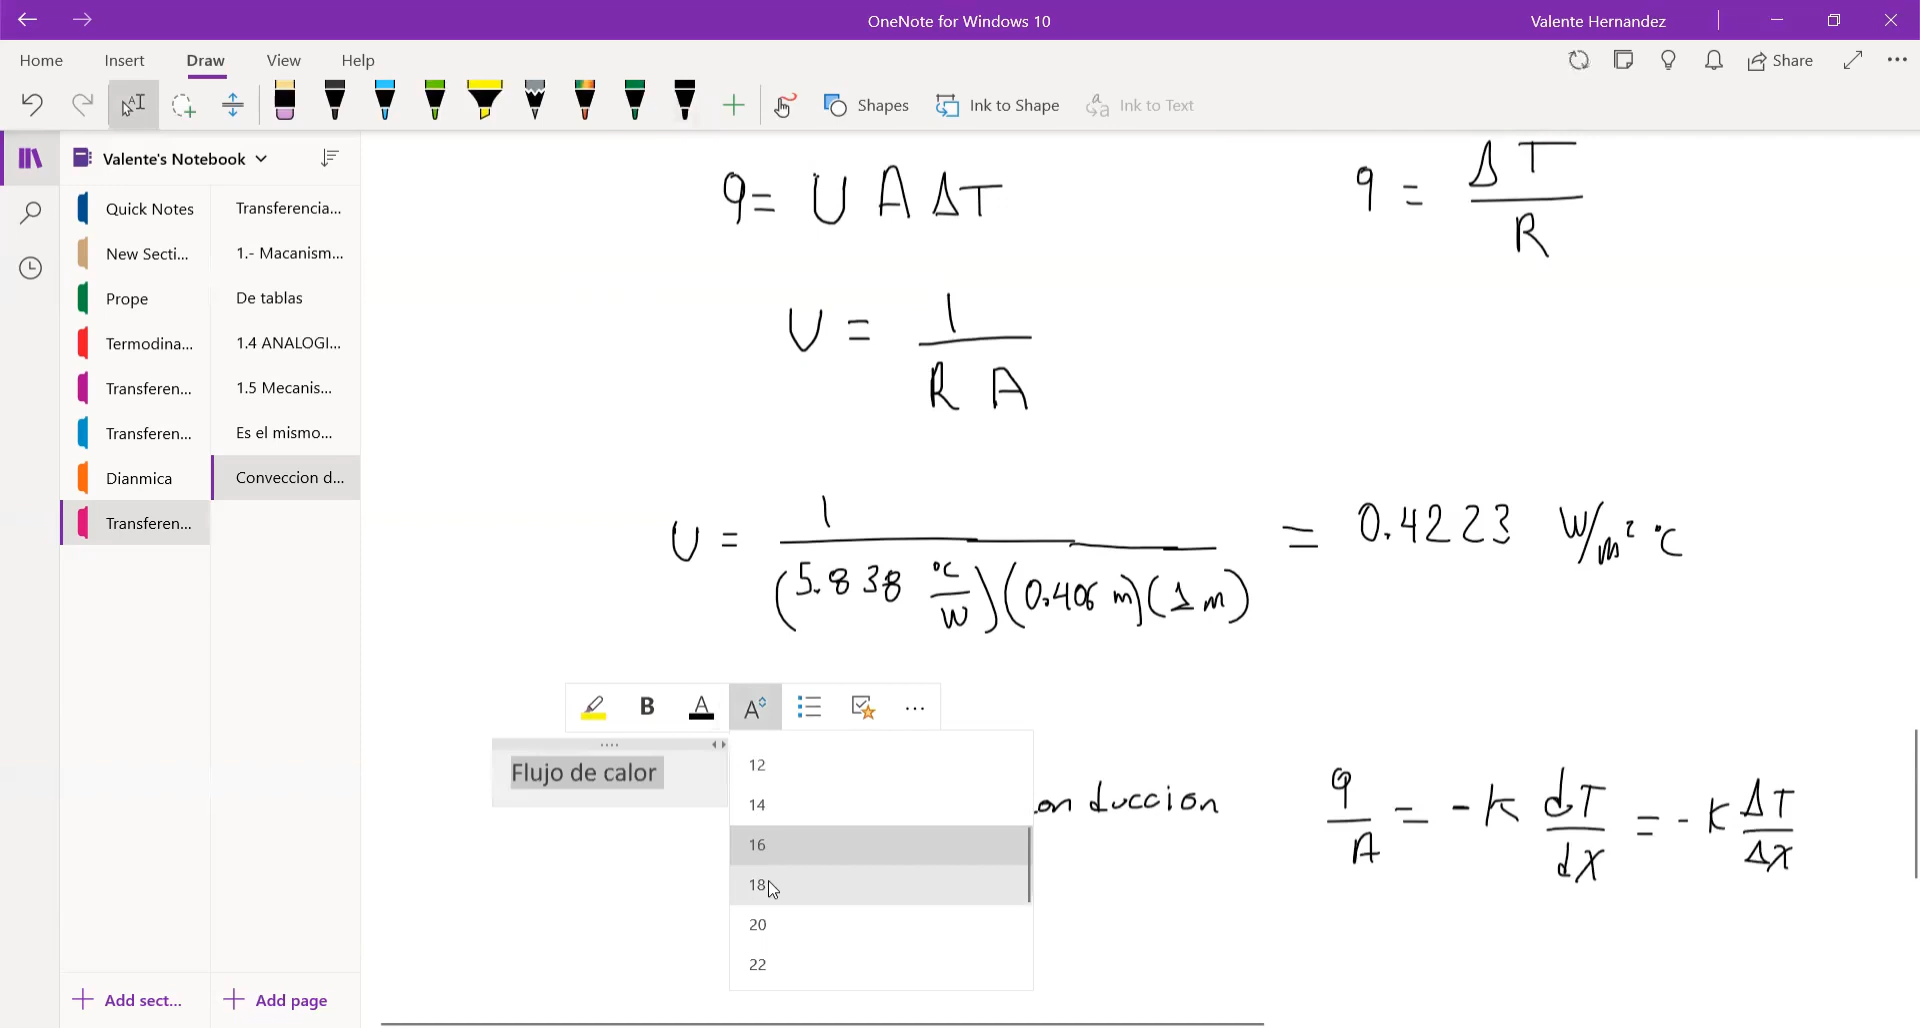 OneNote for Windows 10
Valente Hernandez
Home Insert Draw View Help
Share
Shapes Ink to Shape Ink to Text
Valente's Notebook
Quick Notes
New Secti...
Prope
Termodina...
Transferen...
Transferen...
Dianmica
Transferen...
Add sect...
Transferencia...
1.- Macanism...
De tablas
1.4 ANALOGI...
1.5 Mecanis...
Es el mismo...
Conveccion d...
Add page
q = U A ΔT
q = ΔT / R
U = 1 / R A
U = 1 / (5.838 °C/W)(0.406 m)(1 m) = 0.4223 W/m² °C
B A A ...
Flujo de calor
12
14
16
18
20
22
onduccion
q/A = -K dT/dX = -K ΔT/ΔX